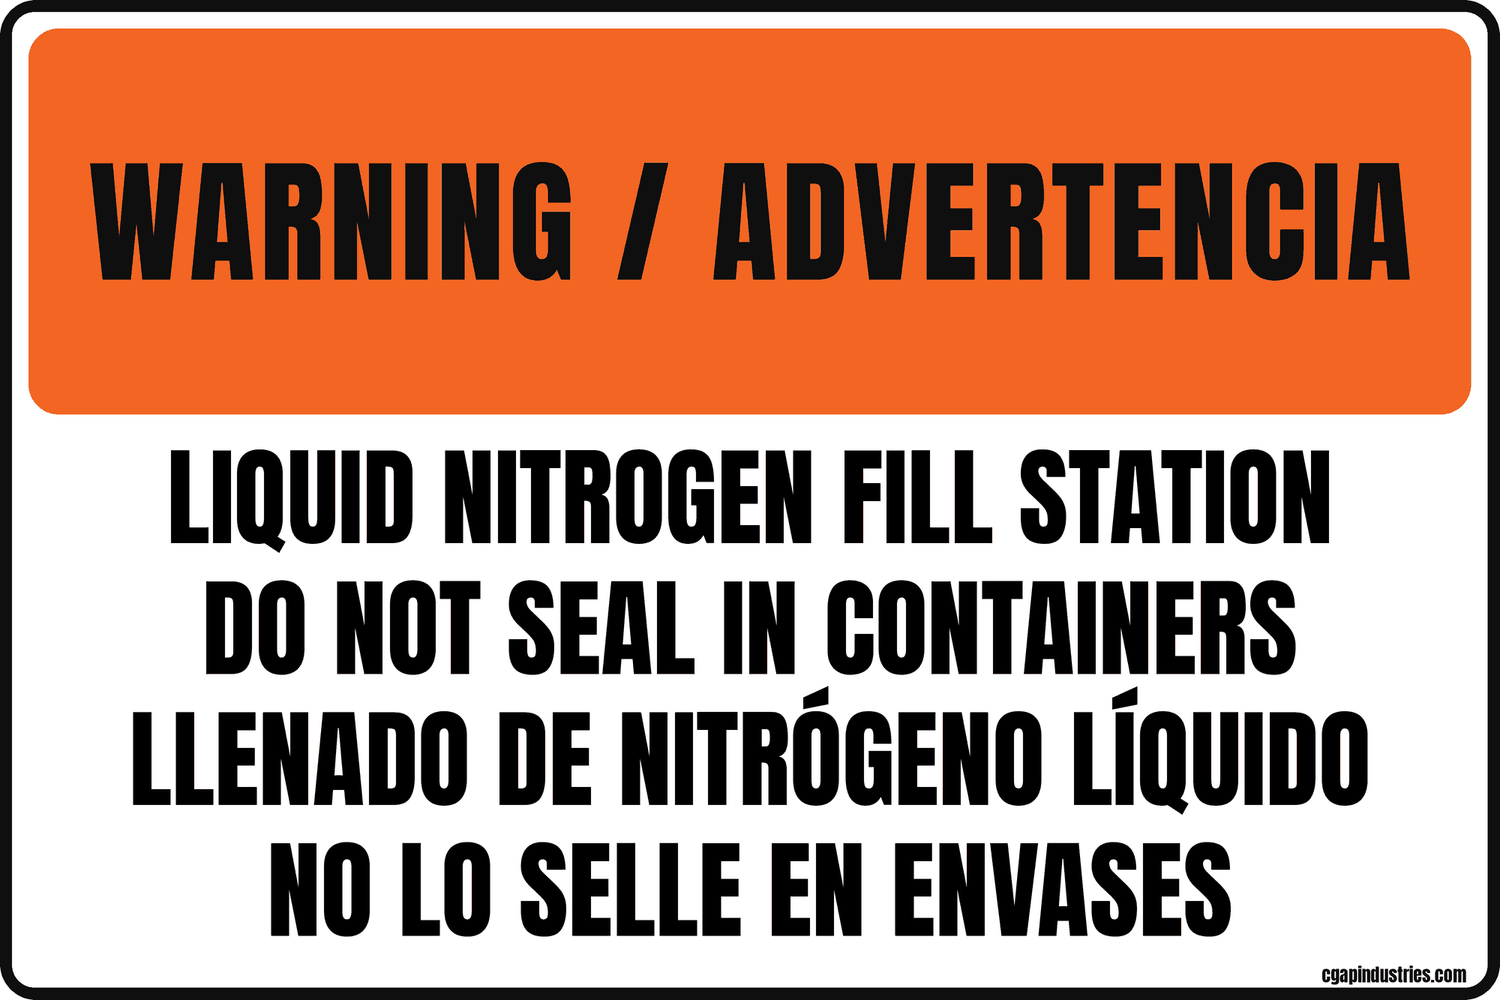 WARNING / ADVERTENCIA
LIQUID NITROGEN FILL STATION
DO NOT SEAL IN CONTAINERS
LLENADO DE NITRÓGENO LÍQUIDO
NO LO SELLE EN ENVASES
cgapindustries.com